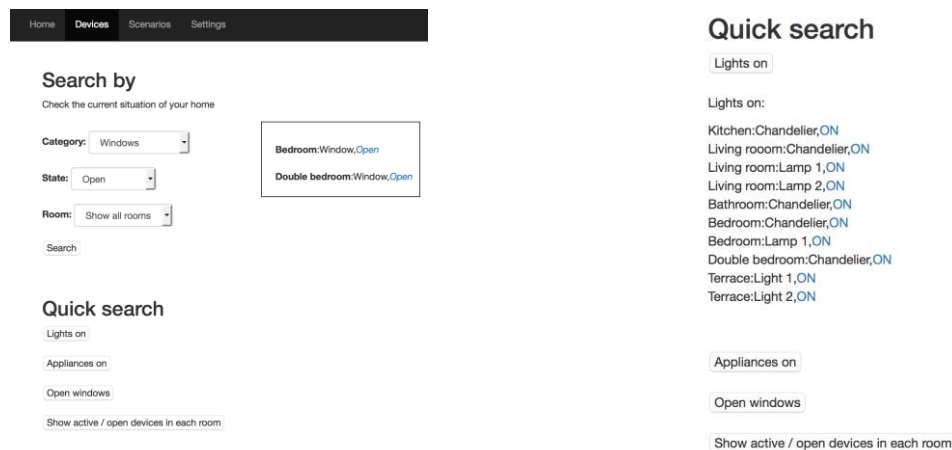 Home Devices Scenarios Settings
Search by
Check the current situation of your home
Category: Windows
State: Open
Room: Show all rooms
Search
Bedroom:Window,Open
Double bedroom:Window,Open
Quick search
Lights on
Appliances on
Open windows
Show active / open devices in each room
Quick search
Lights on
Lights on:
Kitchen:Chandelier,ON
Living rooom:Chandelier,ON
Living room:Lamp 1,ON
Living room:Lamp 2,ON
Bathroom:Chandelier,ON
Bedroom:Chandelier,ON
Bedroom:Lamp 1,ON
Double bedroom:Chandelier,ON
Terrace:Light 1,ON
Terrace:Light 2,ON
Appliances on
Open windows
Show active / open devices in each room